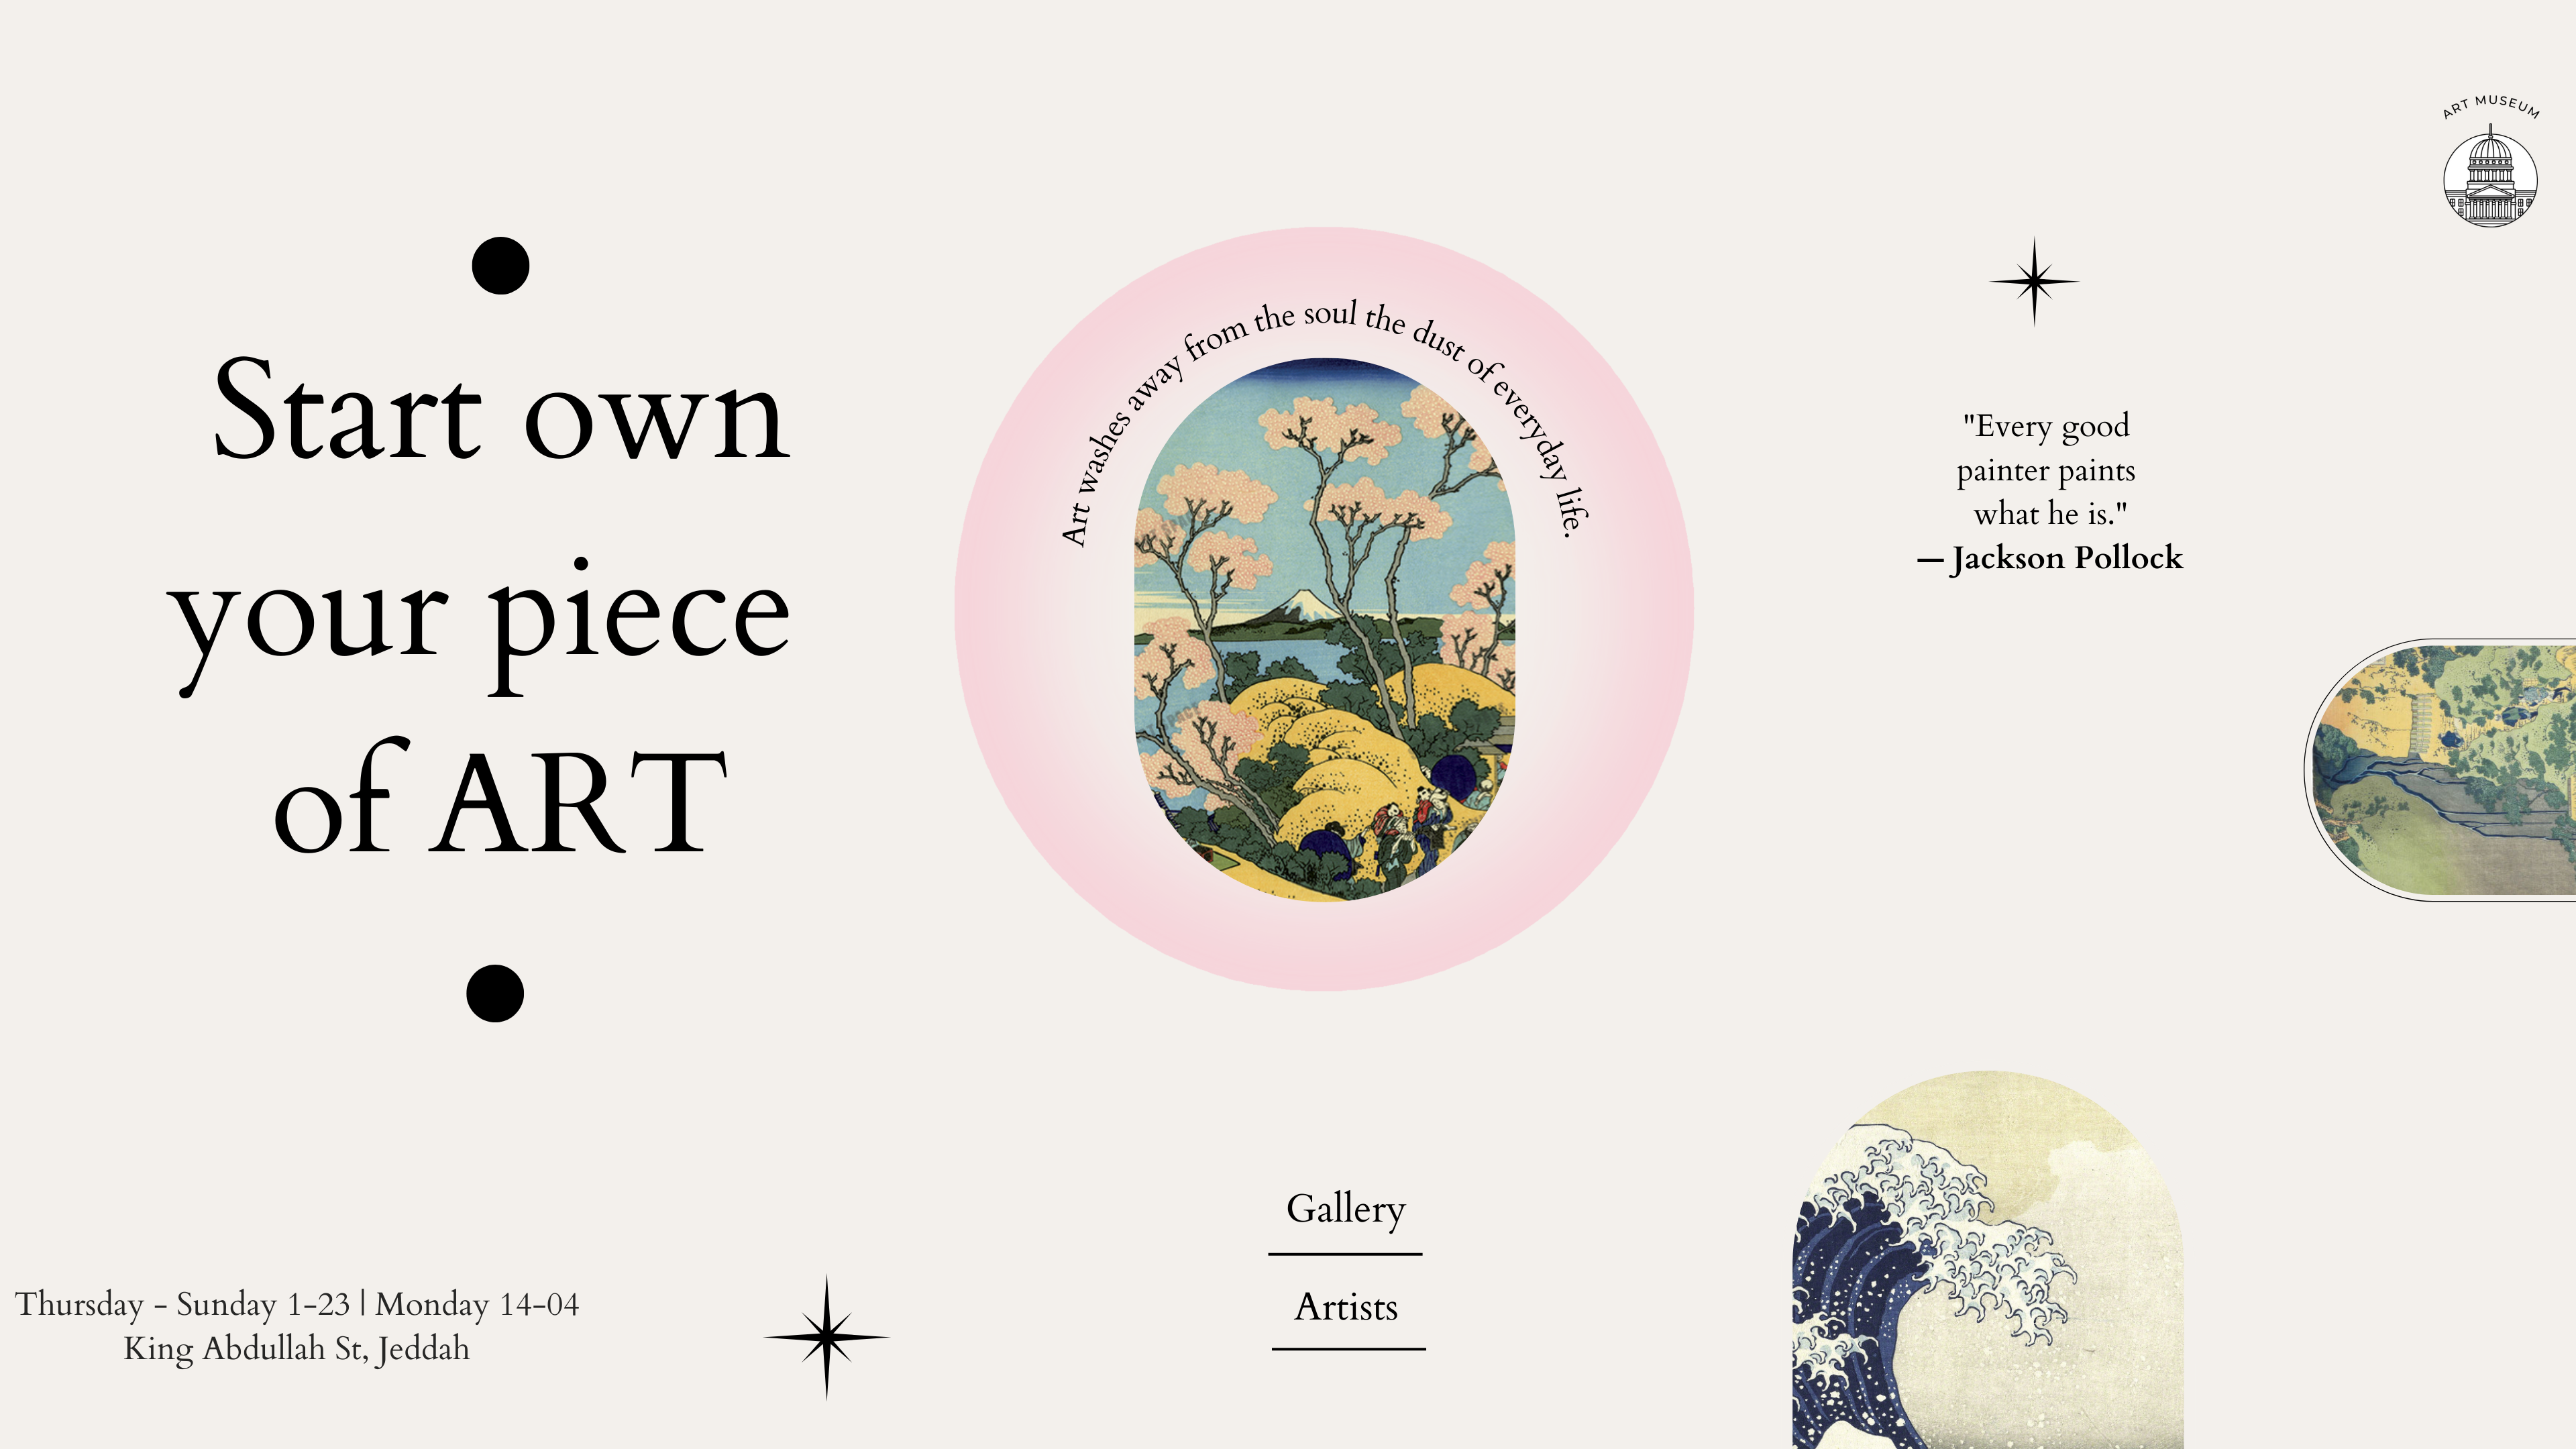 ART MUSEUM
Start own
your piece
of ART
Art washes away from the soul the dust of everyday life.
"Every good
painter paints
what he is."
— Jackson Pollock
Gallery
Artists
Thursday - Sunday 1-23 | Monday 14-04
King Abdullah St, Jeddah